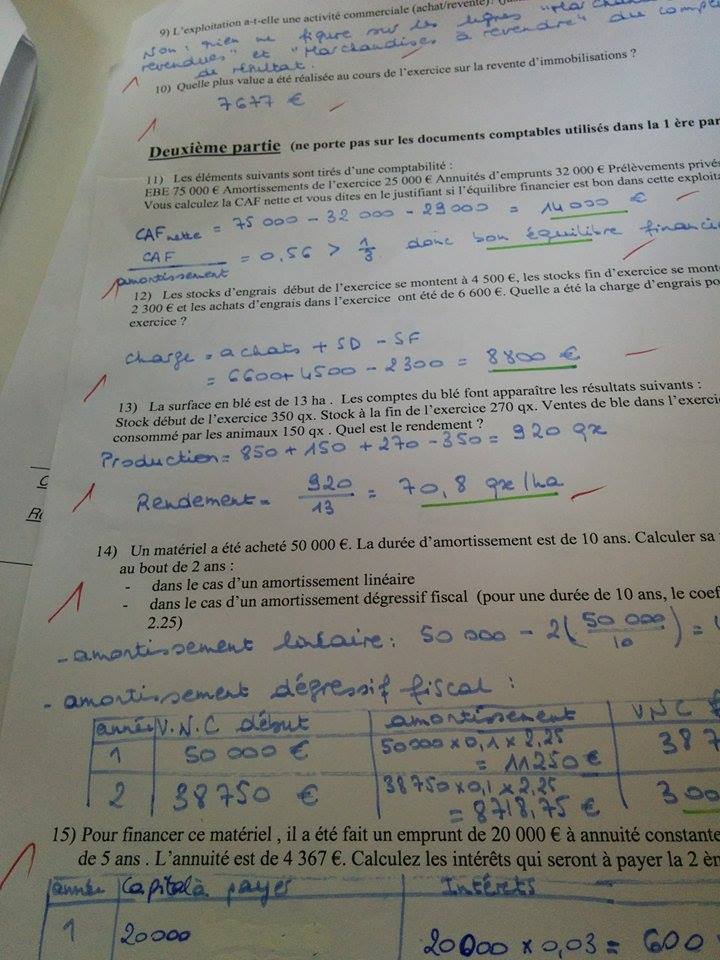 9) L'exploitation a-t-elle une activité commerciale (achat/revente)?
Non : rien ne figure sur les lignes "Marchandises
revendues" et "Marchandises à revendre" du compte
de résultat.
10) Quelle plus value a été réalisée au cours de l'exercice sur la revente d'immobilisations ?
7677 €
Deuxième partie (ne porte pas sur les documents comptables utilisés dans la 1 ère par
11) Les éléments suivants sont tirés d'une comptabilité :
EBE 75 000 € Amortissements de l'exercice 25 000 € Annuités d'emprunts 32 000 € Prélèvements privés
Vous calculez la CAF nette et vous dites en le justifiant si l'équilibre financier est bon dans cette exploita
CAF nette = 75 000 - 32 000 - 29000 = 14 000 €
CAF / amortissement = 0,56 > 1/3 donc bon équilibre financie
12) Les stocks d'engrais début de l'exercice se montent à 4 500 €, les stocks fin d'exercice se mont
2 300 € et les achats d'engrais dans l'exercice ont été de 6 600 €. Quelle a été la charge d'engrais po
exercice ?
charge = achats + SD - SF
= 6600 + 4500 - 2300 = 8800 €
13) La surface en blé est de 13 ha . Les comptes du blé font apparaître les résultats suivants :
Stock début de l'exercice 350 qx. Stock à la fin de l'exercice 270 qx. Ventes de ble dans l'exerci
consommé par les animaux 150 qx . Quel est le rendement ?
Production = 850 + 150 + 270 - 350 = 920 qx
Rendement = 920/13 = 70,8 qx/ha
14) Un matériel a été acheté 50 000 €. La durée d'amortissement est de 10 ans. Calculer sa
au bout de 2 ans :
- dans le cas d'un amortissement linéaire
- dans le cas d'un amortissement dégressif fiscal (pour une durée de 10 ans, le coef
2.25)
- amortissement linéaire : 50 000 - 2(50 000/10) =
- amortissement dégressif fiscal :
année V.N.C début amortissement VNC
1 50 000 € 50000 x 0,1 x 2,25 = 11250 € 387
2 38750 € 38750 x 0,1 x 2,25 = 8718,75 € 300
15) Pour financer ce matériel , il a été fait un emprunt de 20 000 € à annuité constante
de 5 ans . L'annuité est de 4 367 €. Calculez les intérêts qui seront à payer la 2 èm
année Capital à payer Intérêts
1 20000 20000 x 0,03 = 600